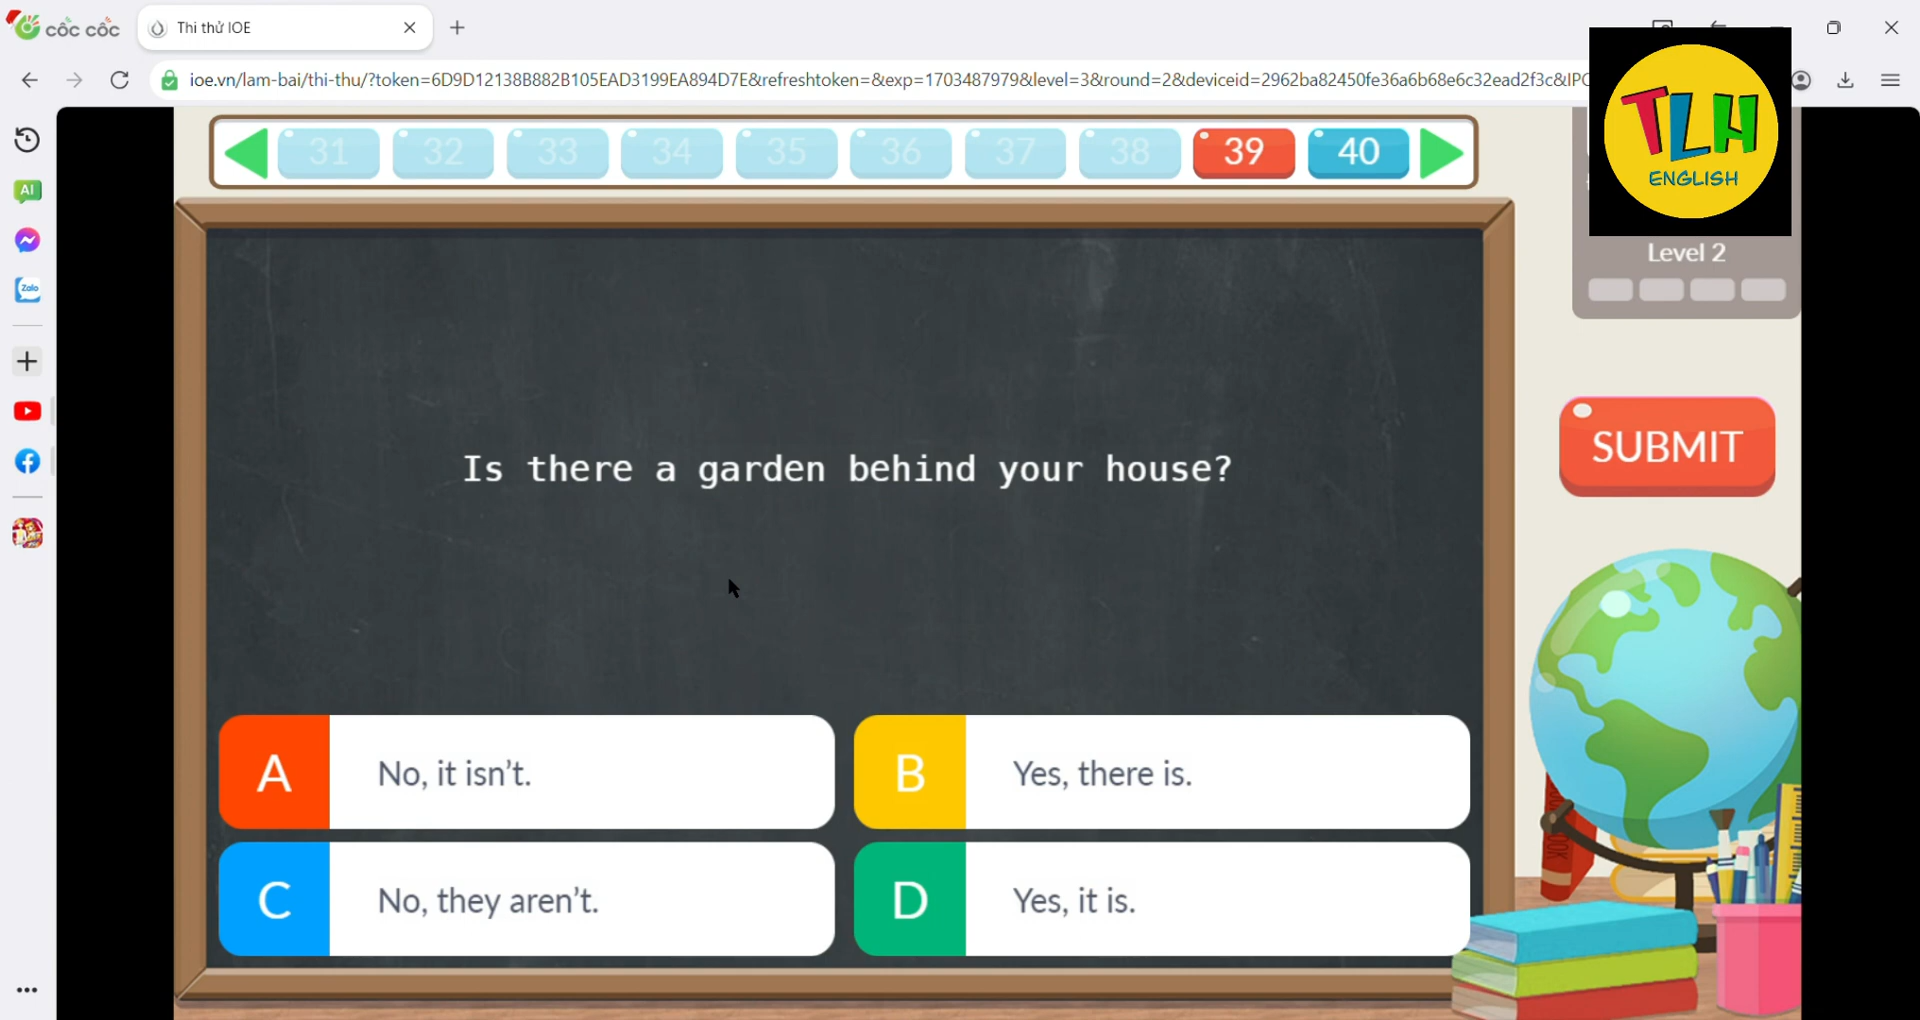 cốc cốc
Thi thử IOE
ioe.vn/lam-bai/thi-thu/?token=6D9D12138B882B105EAD3199EA894D7E&refreshtoken=&exp=1703487979&level=3&round=2&deviceid=2962ba82450fe36a6b68e6c32ead2f3c&IPC
AI
Zalo
31 32 33 34 35 36 37 38 39 40
TLH
ENGLISH
Level 2
Is there a garden behind your house?
SUBMIT
A No, it isn't.
B Yes, there is.
C No, they aren't.
D Yes, it is.